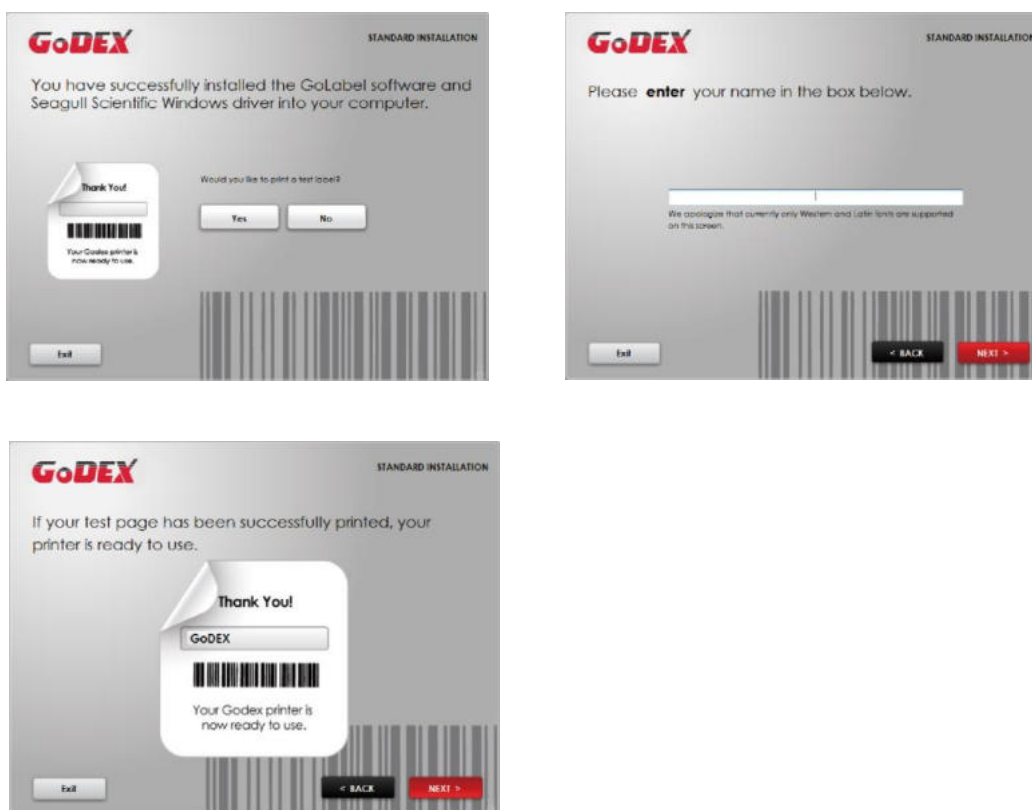 GoDEX
STANDARD INSTALLATION
You have successfully installed the GoLabel software and
Seagull Scientific Windows driver into your computer.
Would you like to print a test label?
Thank You!
Yes
No
Your Godex printer is
now ready to use.
Exit
GoDEX
STANDARD INSTALLATION
Please enter your name in the box below.
We apologize that currently only Western and Latin fonts are supported
on this screen.
Exit
< BACK
NEXT >
GoDEX
STANDARD INSTALLATION
If your test page has been successfully printed, your
printer is ready to use.
Thank You!
GoDEX
Your Godex printer is
now ready to use.
Exit
< BACK
NEXT >